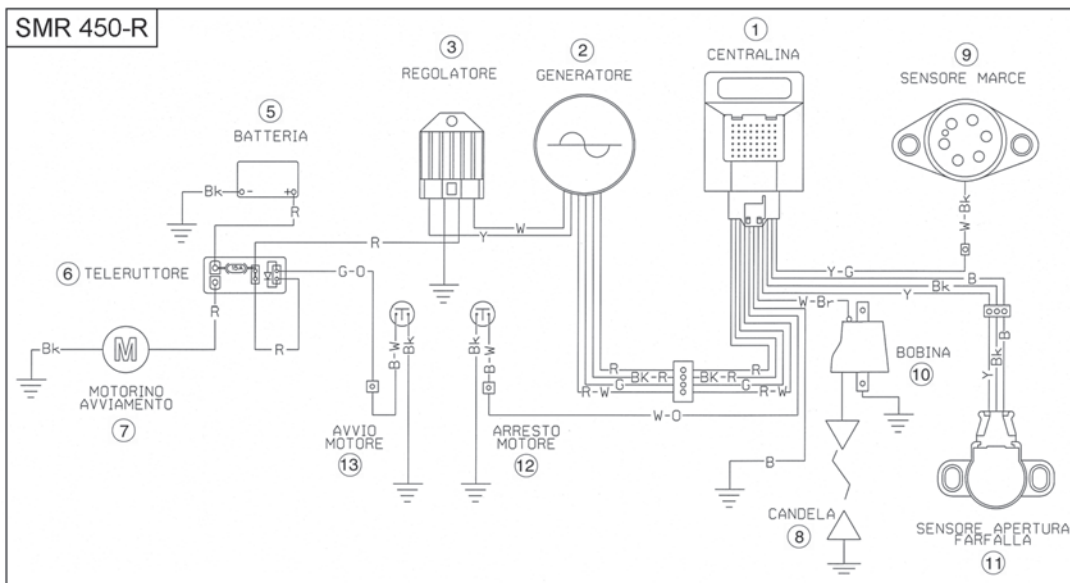 SMR 450-R
1
CENTRALINA
2
GENERATORE
3
REGOLATORE
9
SENSORE MARCE
5
BATTERIA
Bk
-
+
R
W
Y
R
W-Bk
6 TELERUTTORE
15A
G-O
R
R
Y-G
B
Bk
Y
W-Br
Bk
M
MOTORINO
AVVIAMENTO
7
B-W
Bk
Bk
B-W
R
BK-R
G
R-W
R
BK-R
G
R-W
W-O
BOBINA
10
Y
Bk
B
AVVIO
MOTORE
13
ARRESTO
MOTORE
12
B
CANDELA
8
SENSORE APERTURA
FARFALLA
11